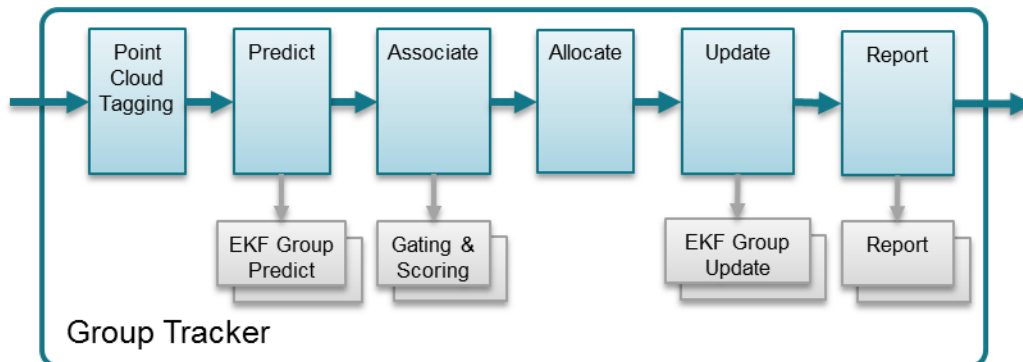 Point
Cloud
Tagging
Predict
Associate
Allocate
Update
Report
EKF Group
Predict
Gating &
Scoring
EKF Group
Update
Report
Group Tracker